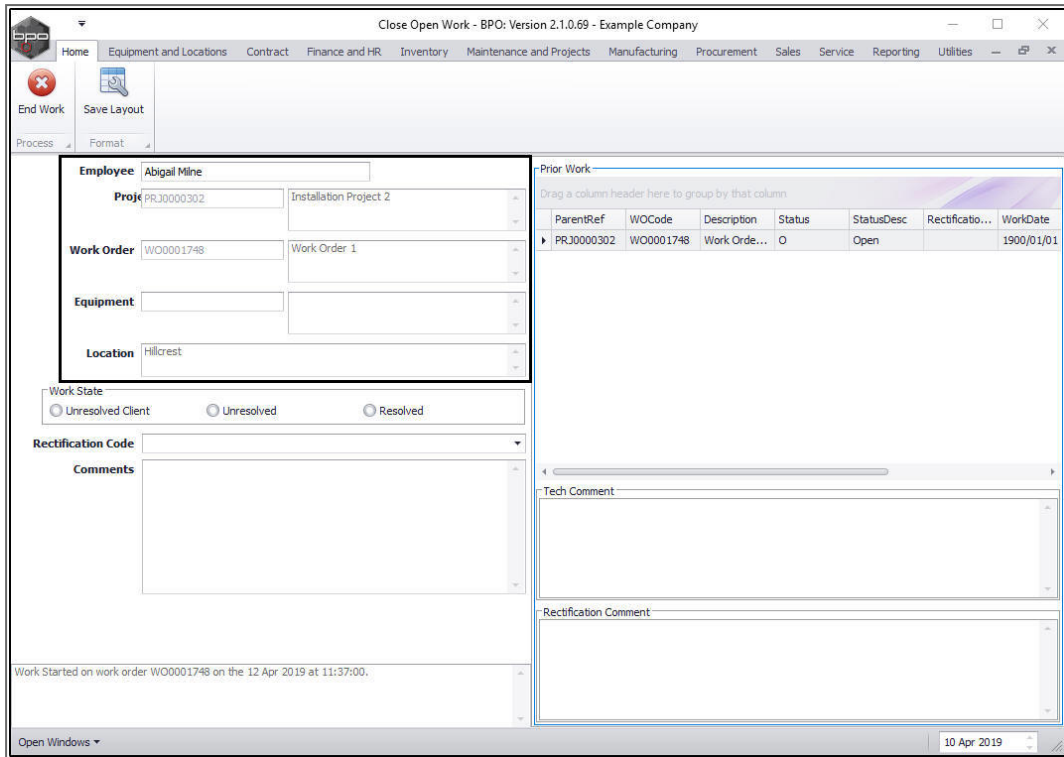 bpo
Close Open Work - BPO: Version 2.1.0.69 - Example Company
Home Equipment and Locations Contract Finance and HR Inventory Maintenance and Projects Manufacturing Procurement Sales Service Reporting Utilities
End Work Save Layout
Process Format
Employee Abigail Milne
Proje PRJ0000302 Installation Project 2
Work Order WO0001748 Work Order 1
Equipment
Location Hillcrest
Work State
Unresolved Client Unresolved Resolved
Rectification Code
Comments
Work Started on work order WO0001748 on the 12 Apr 2019 at 11:37:00.
Prior Work
Drag a column header here to group by that column
ParentRef WOCode Description Status StatusDesc Rectificatio... WorkDate
PRJ0000302 WO0001748 Work Orde... O Open 1900/01/01
Tech Comment
Rectification Comment
Open Windows 10 Apr 2019